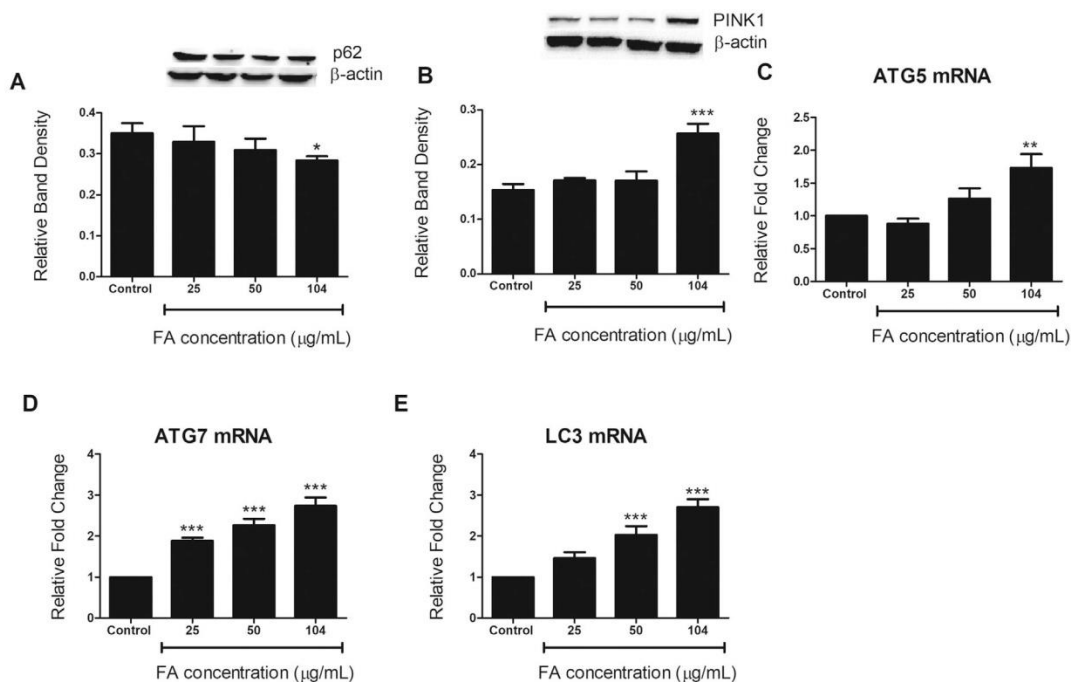 p62
β-actin
A
Relative Band Density
0.4
0.3
0.2
0.1
0.0
*
Control 25 50 104
FA concentration (μg/mL)
PINK1
β-actin
B
Relative Band Density
0.3
0.2
0.1
0.0
***
Control 25 50 104
FA concentration (μg/mL)
C
ATG5 mRNA
Relative Fold Change
2.5
2.0
1.5
1.0
0.5
0.0
**
Control 25 50 104
FA concentration (μg/mL)
D
ATG7 mRNA
Relative Fold Change
4
3
2
1
0
*** *** ***
Control 25 50 104
FA concentration (μg/mL)
E
LC3 mRNA
Relative Fold Change
4
3
2
1
0
*** ***
Control 25 50 104
FA concentration (μg/mL)